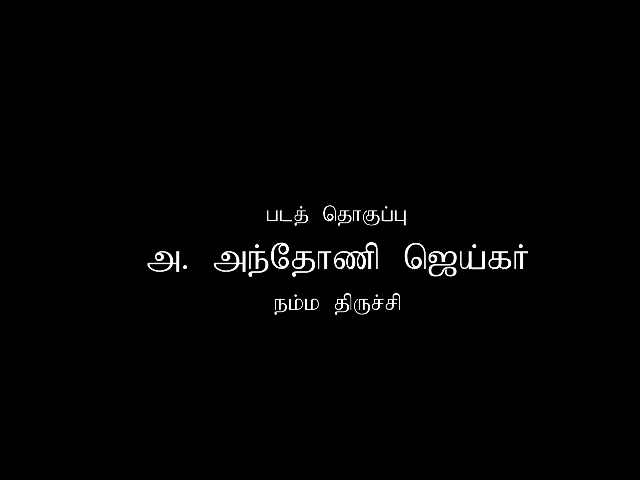 படத் தொகுப்பு
அ. அந்தோணி ஜெய்கர்
நம்ம திருச்சி